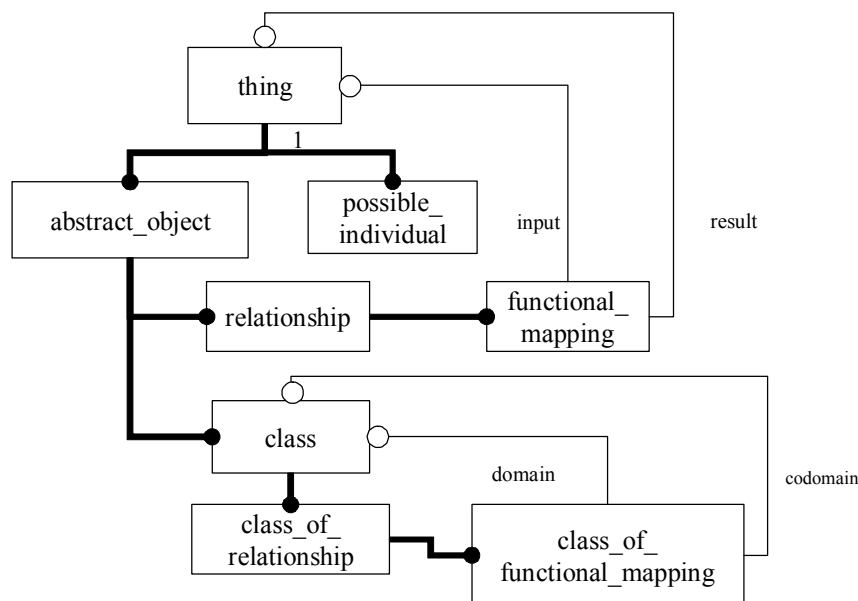 thing
1
abstract_object
possible_
individual
input
result
relationship
functional_
mapping
class
domain
codomain
class_of_
relationship
class_of_
functional_mapping